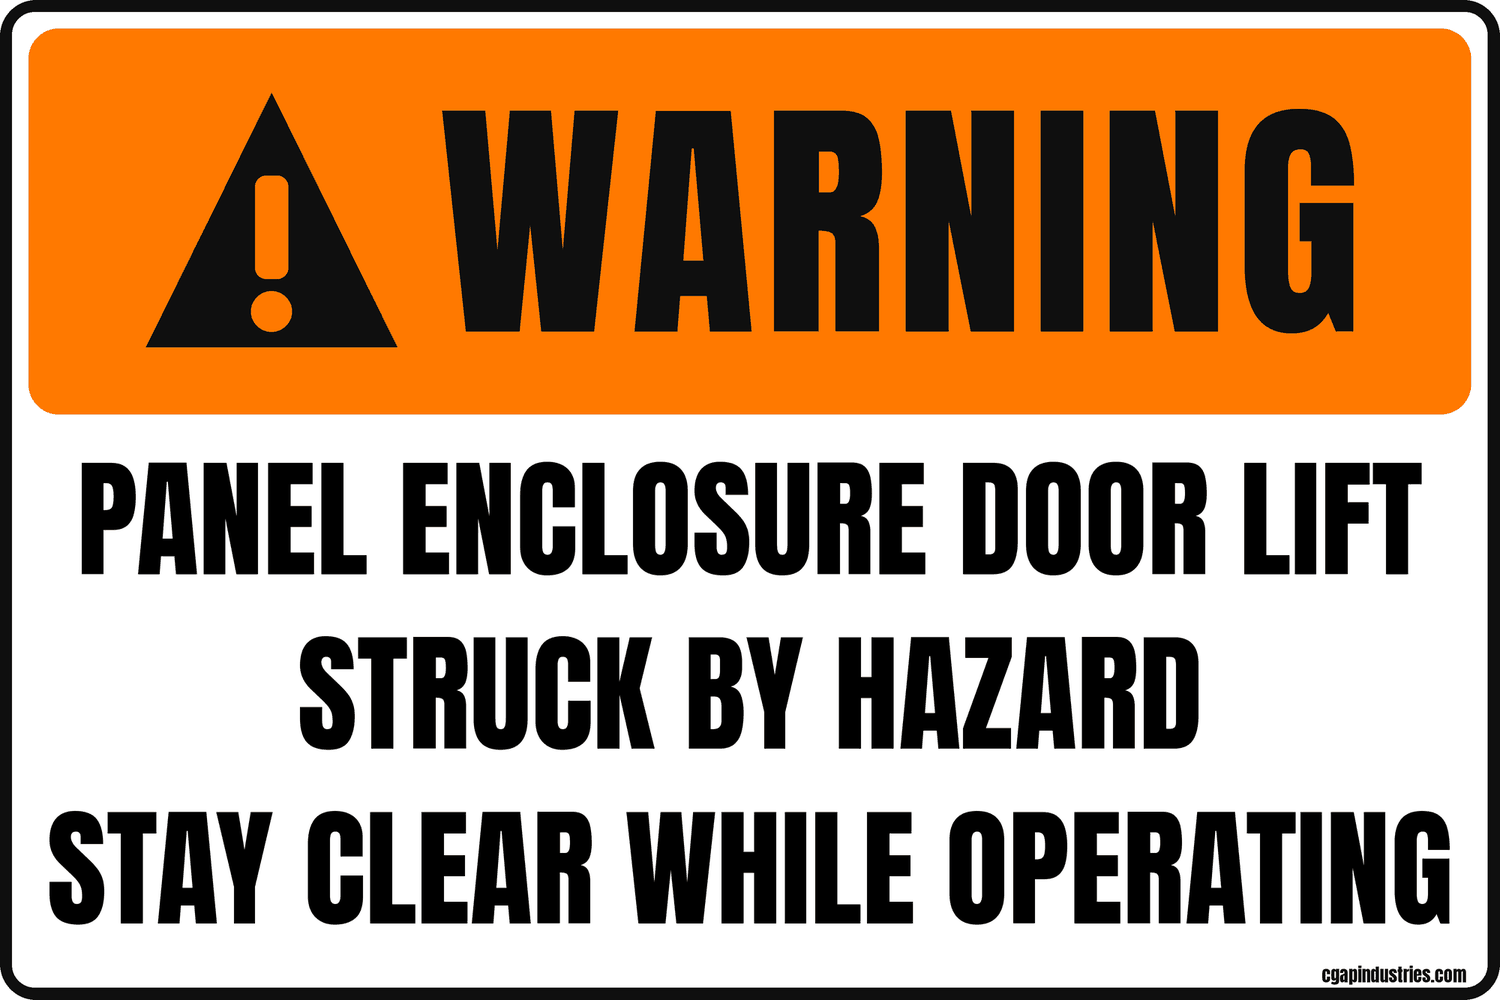 WARNING
PANEL ENCLOSURE DOOR LIFT
STRUCK BY HAZARD
STAY CLEAR WHILE OPERATING
cgapindustries.com